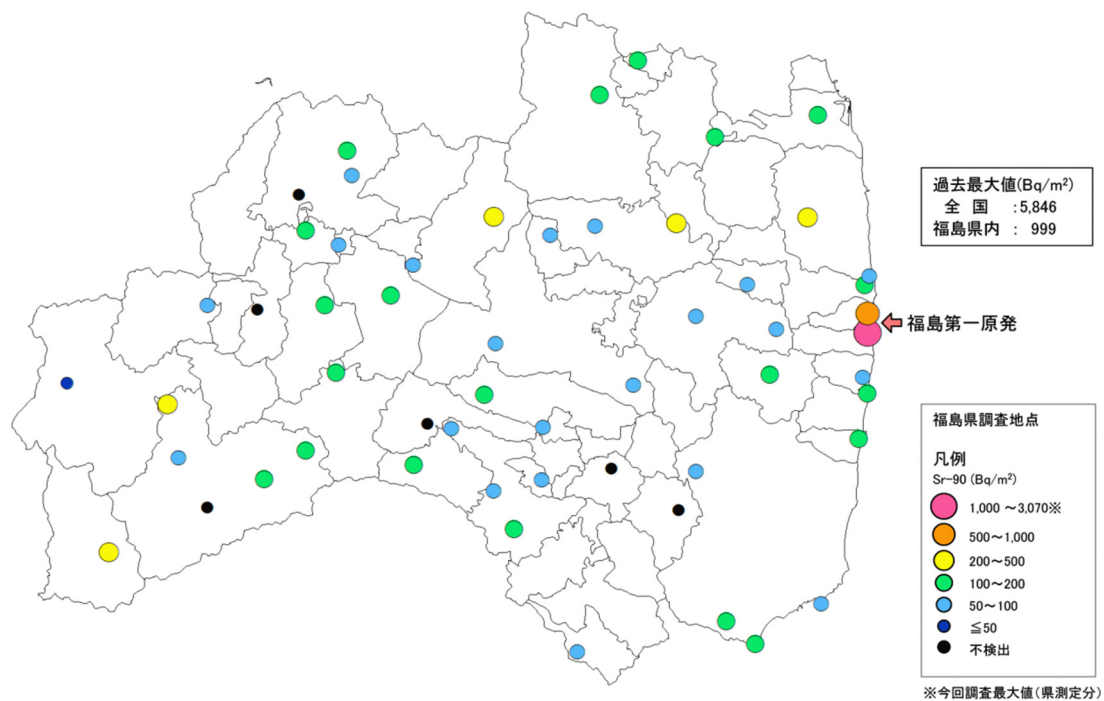 過去最大値(Bq/m²)
全 国 :5,846
福島県内 : 999
福島第一原発
福島県調査地点
凡例
Sr-90 (Bq/m²)
1,000 ～3,070※
500～1,000
200～500
100～200
50～100
≦50
不検出
※今回調査最大値(県測定分)